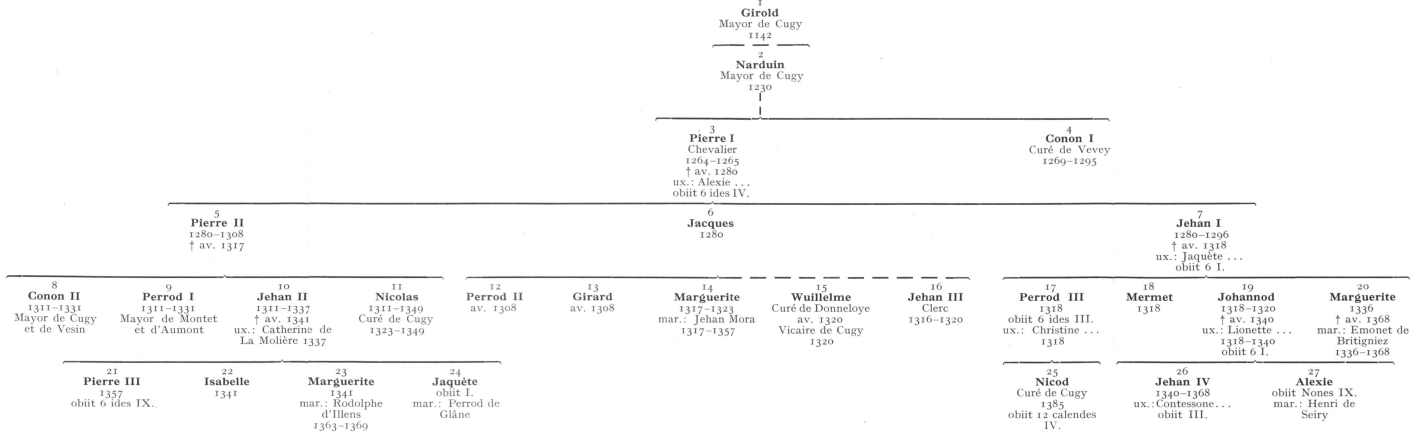 1
Girold
Mayor de Cugy
1142
2
Narduin
Mayor de Cugy
1230
3
Pierre I
Chevalier
1264–1265
† av. 1280
ux.: Alexie ...
obiit 6 ides IV.
4
Conon I
Curé de Vevey
1269–1295
5
Pierre II
1280–1308
† av. 1317
6
Jacques
1280
7
Jehan I
1280–1296
† av. 1318
ux.: Jaquète ...
obiit 6 I.
8
Conon II
1311–1331
Mayor de Cugy
et de Vesin
9
Perrod I
1311–1331
Mayor de Montet
et d'Aumont
10
Jehan II
1311–1337
† av. 1341
ux.: Catherine de
La Molière 1337
11
Nicolas
1311–1349
Curé de Cugy
1323–1349
12
Perrod II
av. 1308
13
Girard
av. 1308
14
Marguerite
1317–1323
mar.: Jehan Mora
1317–1357
15
Wuillelme
Curé de Donneloye
av. 1320
Vicaire de Cugy
1320
16
Jehan III
Clerc
1316–1320
17
Perrod III
1318
obiit 6 ides III.
ux.: Christine ...
1318
18
Mermet
1318
19
Johannod
1318–1320
† av. 1340
ux.: Lionette ...
1318–1340
obiit 6 I.
20
Marguerite
1336
† av. 1368
mar.: Emonet de
Britigniez
1336–1368
21
Pierre III
1357
obiit 6 ides IX.
22
Isabelle
1341
23
Marguerite
1341
mar.: Rodolphe
d'Illens
1363–1369
24
Jaquète
obiit I.
mar.: Perrod de
Glâne
25
Nicod
Curé de Cugy
1385
obiit 12 calendes
IV.
26
Jehan IV
1340–1368
ux.:Contessone...
obiit III.
27
Alexie
obiit Nones IX.
mar.: Henri de
Seiry